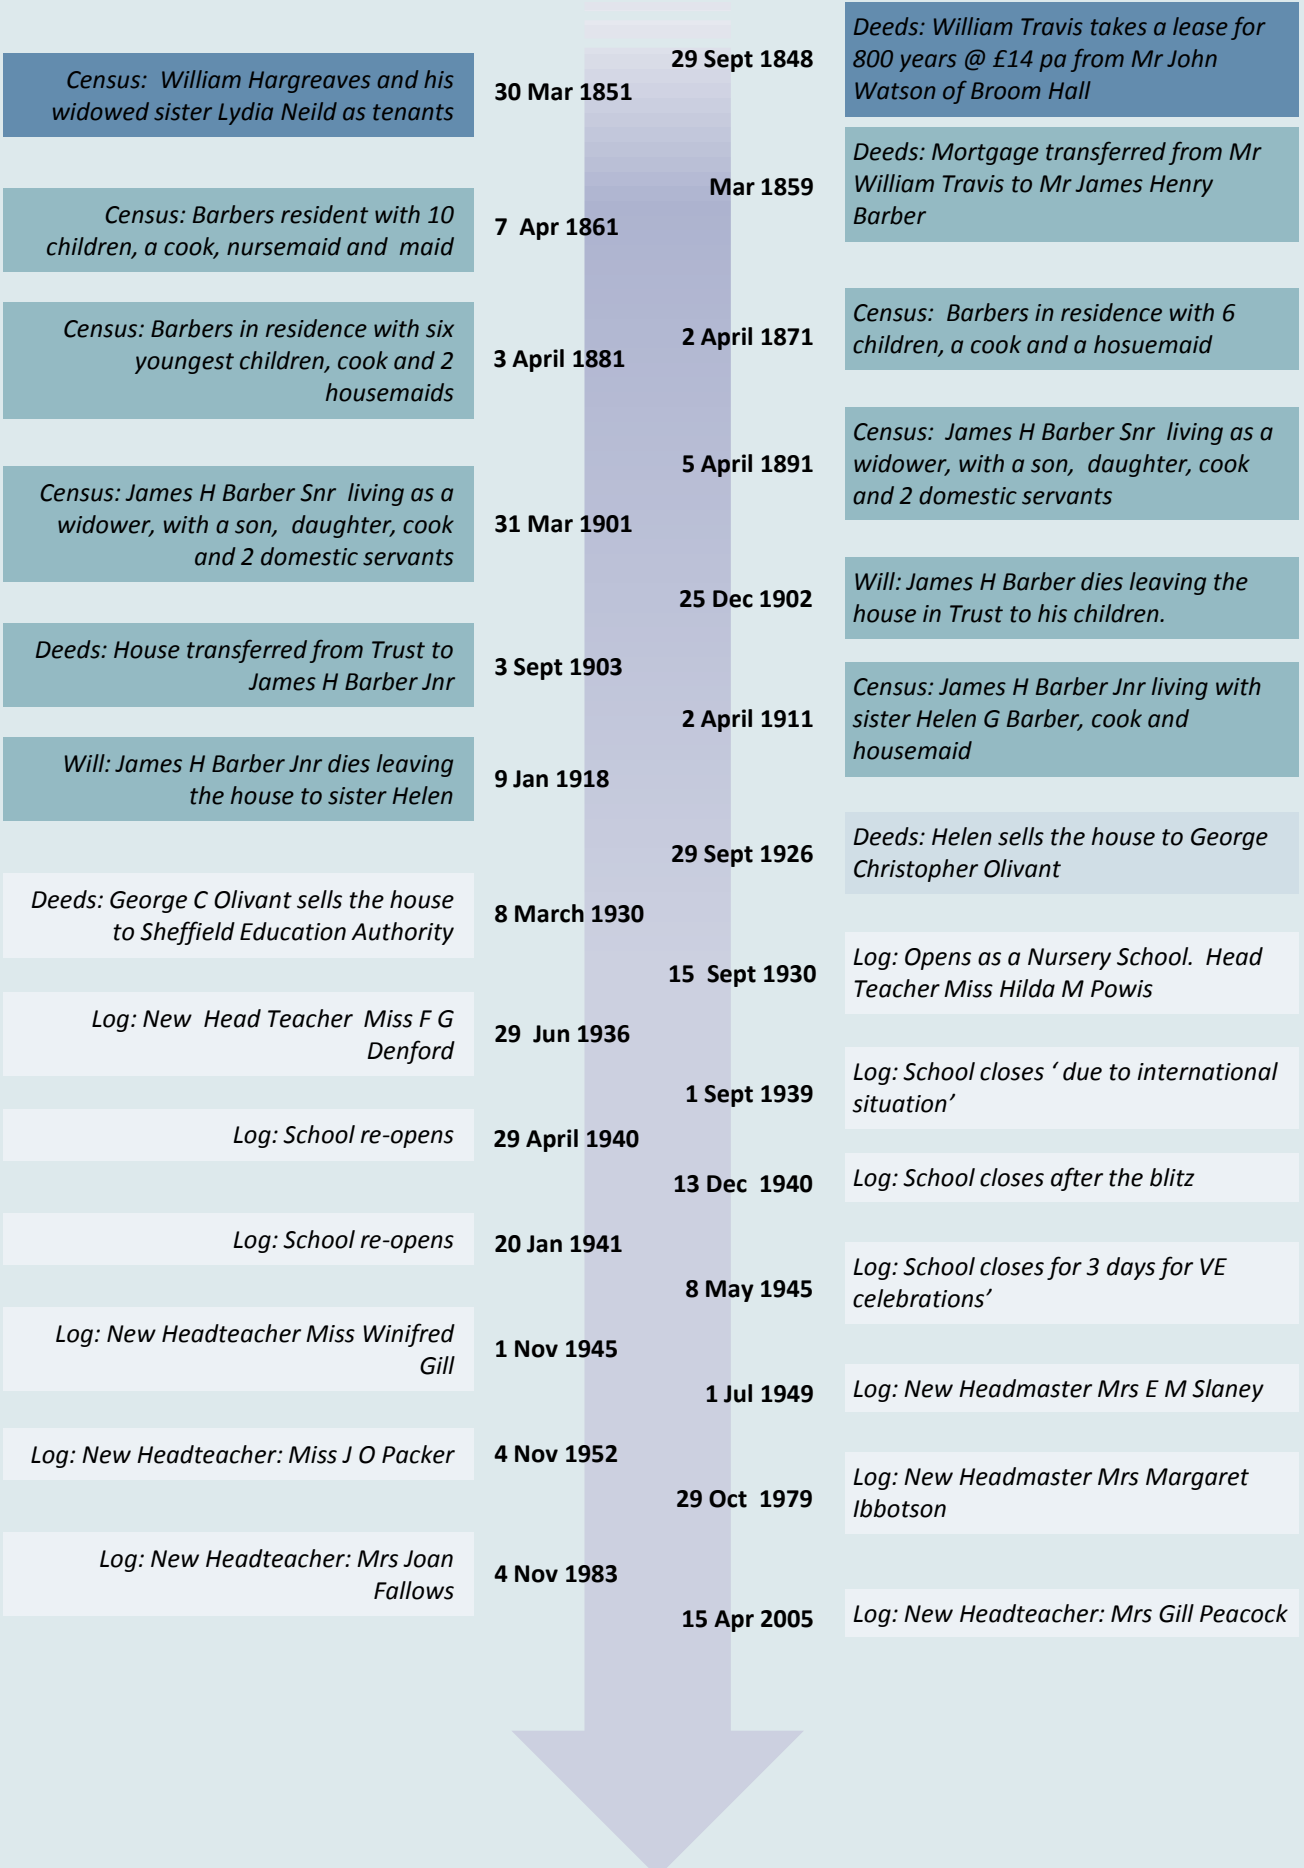 29 Sept 1848
Deeds: William Travis takes a lease for
800 years @ £14 pa from Mr John
Watson of Broom Hall
Census:  William Hargreaves and his
widowed sister Lydia Neild as tenants
30 Mar 1851
Mar 1859
Deeds: Mortgage transferred from Mr
William Travis to Mr James Henry
Barber
Census: Barbers resident with 10
children, a cook, nursemaid and  maid
7  Apr 1861
2 April 1871
Census:  Barbers in residence with 6
children, a cook and a hosuemaid
Census: Barbers in residence with six
youngest children, cook and 2
housemaids
3 April 1881
5 April 1891
Census:  James H Barber Snr  living as a
widower, with a son,  daughter, cook
and 2 domestic servants
Census: James H Barber Snr  living as a
widower, with a son,  daughter, cook
and 2 domestic servants
31 Mar 1901
25 Dec 1902
Will: James H Barber dies leaving the
house in Trust to his children.
Deeds: House transferred from Trust to
James H Barber Jnr
3 Sept 1903
2 April 1911
Census: James H Barber Jnr living with
sister Helen G Barber, cook and
housemaid
Will: James H Barber Jnr dies leaving
the house to sister Helen
9 Jan 1918
29 Sept 1926
Deeds: Helen sells the house to George
Christopher Olivant
Deeds: George C Olivant sells the house
to Sheffield Education Authority
8 March 1930
15  Sept 1930
Log: Opens as a Nursery School.  Head
Teacher Miss Hilda M Powis
Log: New  Head Teacher  Miss F G
Denford
29  Jun 1936
1 Sept 1939
Log: School closes ‘ due to international
situation’
Log: School re-opens
29 April 1940
13 Dec  1940
Log: School closes after the blitz
Log: School re-opens
20 Jan 1941
8 May 1945
Log: School closes for 3 days for VE
celebrations’
Log: New Headteacher Miss Winifred
Gill
1 Nov 1945
1 Jul 1949
Log: New Headmaster Mrs E M Slaney
Log: New Headteacher: Miss J O Packer
4 Nov 1952
29 Oct  1979
Log: New Headmaster Mrs Margaret
Ibbotson
Log: New Headteacher: Mrs Joan
Fallows
4 Nov 1983
15 Apr 2005
Log: New Headteacher: Mrs Gill Peacock